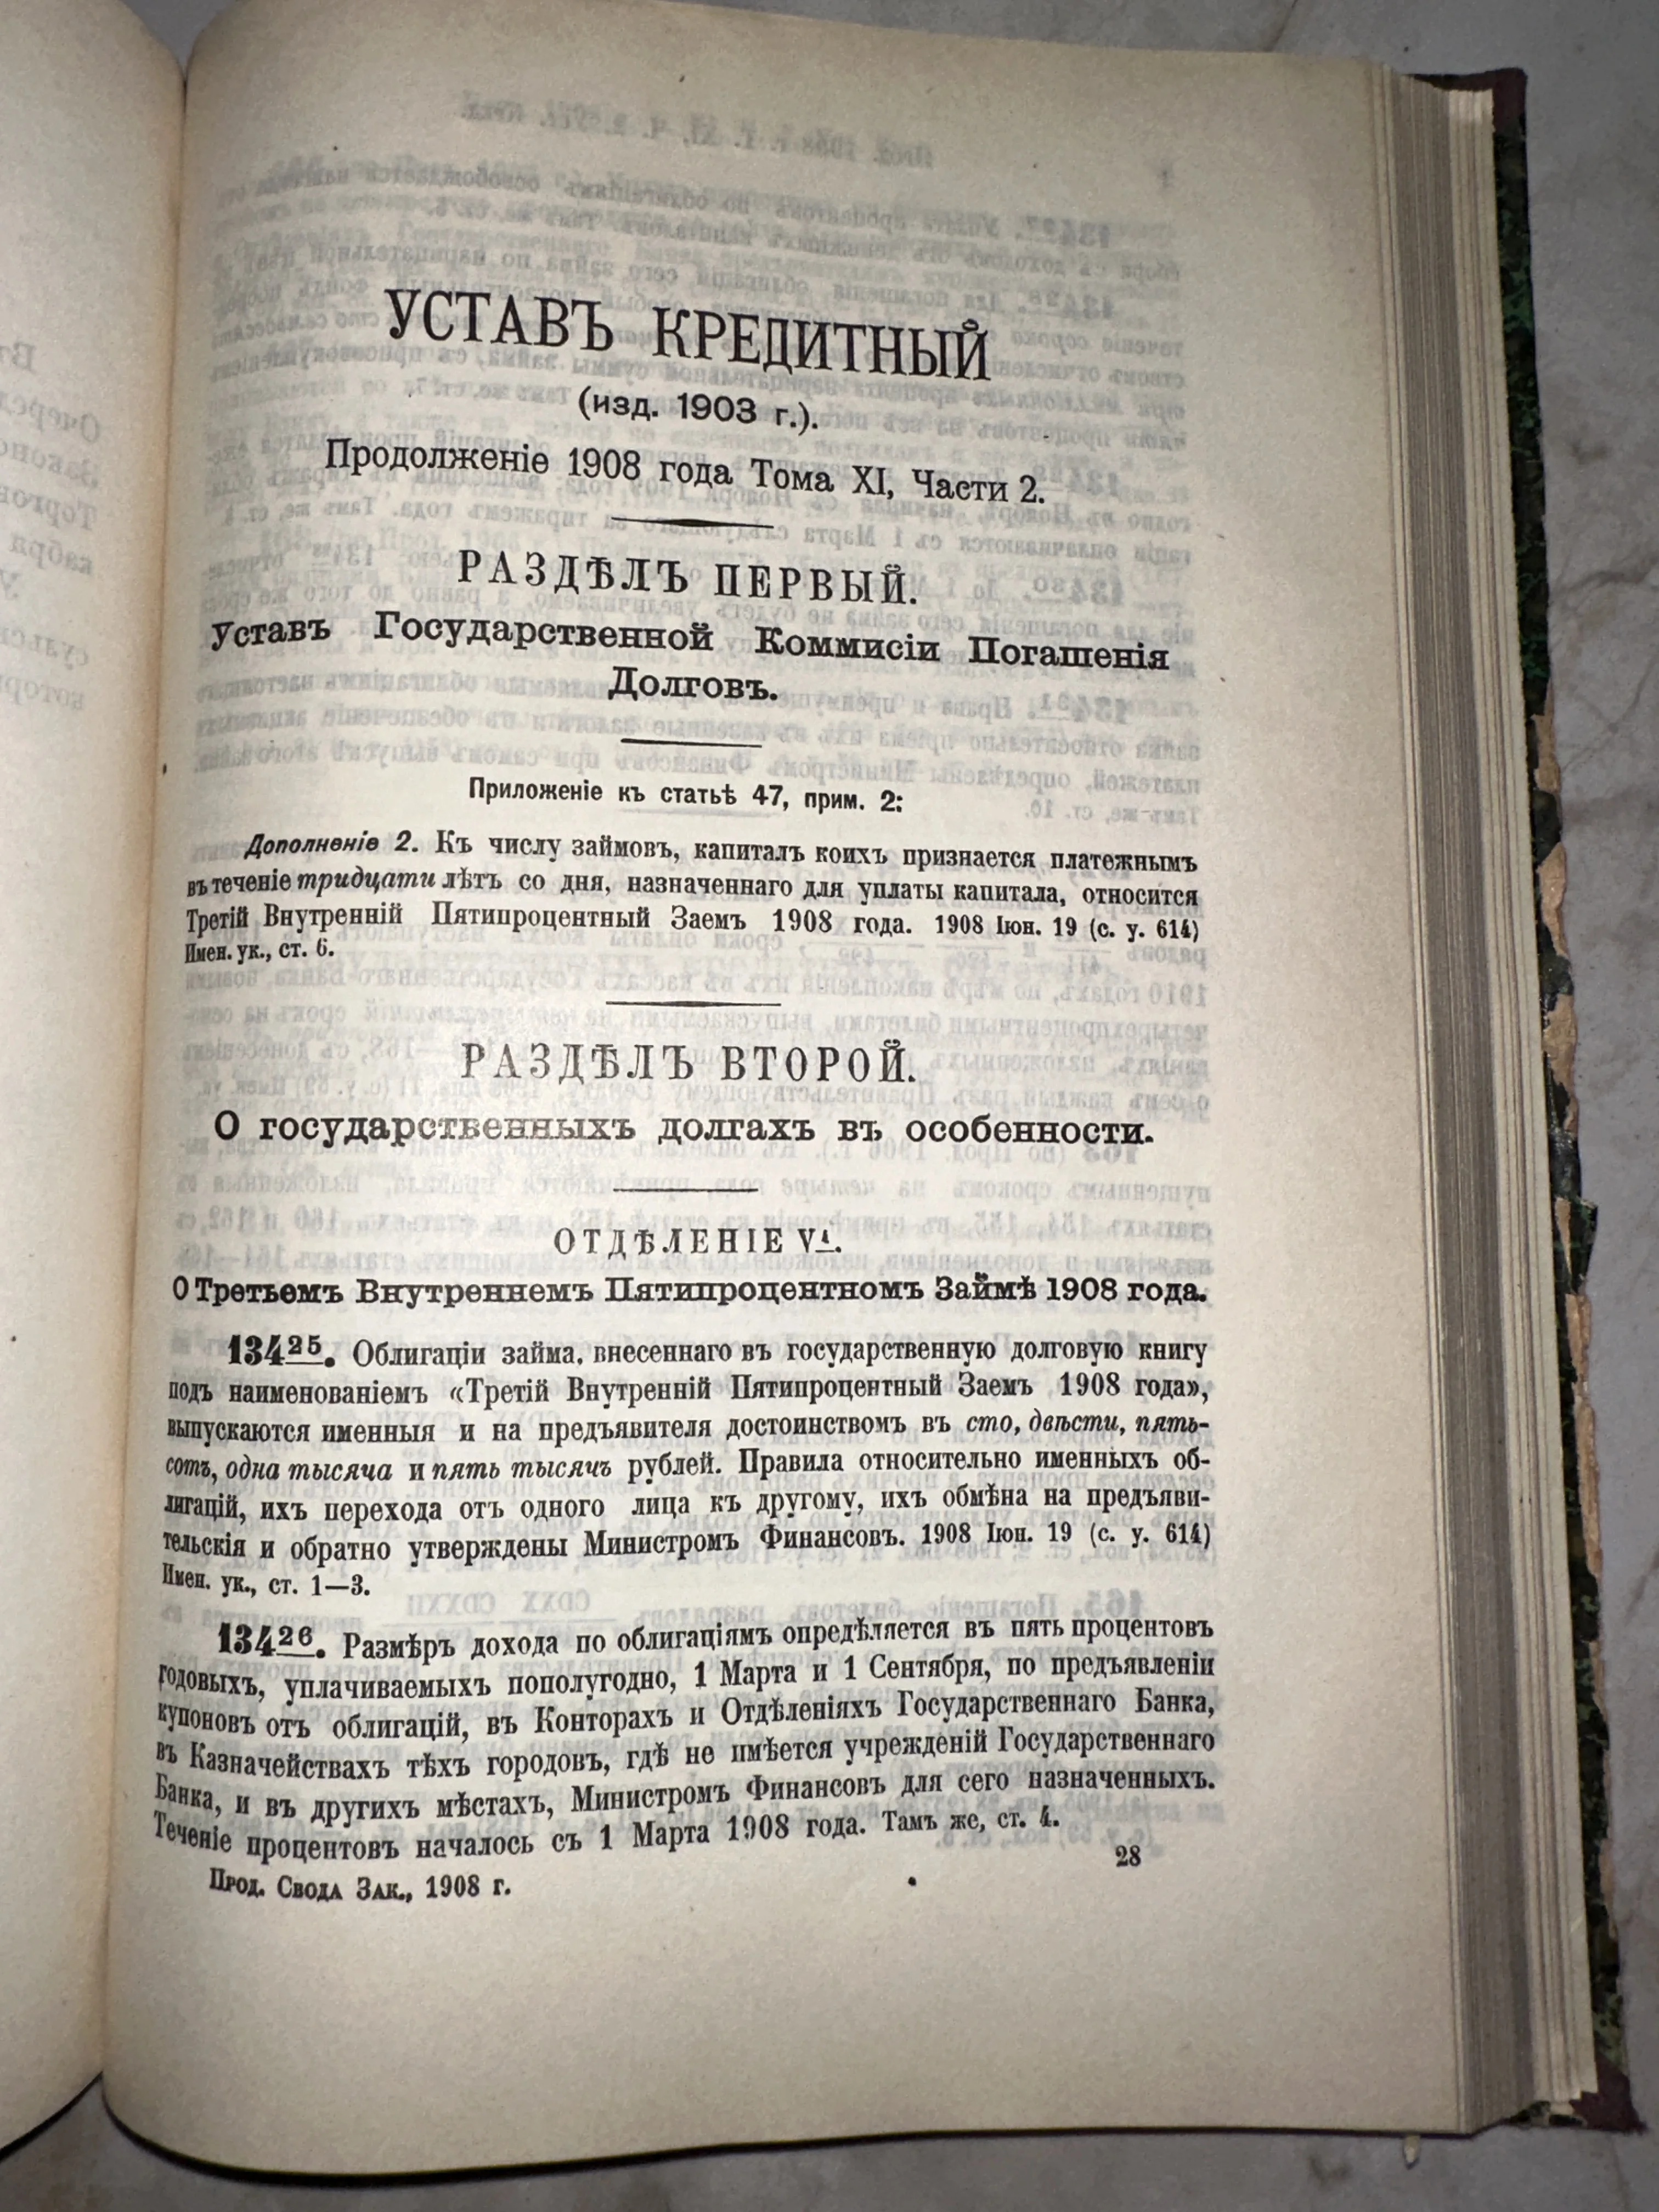 УСТАВЪ КРЕДИТНЫЙ
(изд. 1903 г.).
Продолженіе 1908 года Тома XI, Части 2.
РАЗДѢЛЪ ПЕРВЫЙ.
Уставъ Государственной Коммисіи Погашенія
Долговъ.
Приложеніе къ статьѣ 47, прим. 2:
Дополненіе 2. Къ числу займовъ, капиталъ коихъ признается платежнымъ
въ теченіе тридцати лѣтъ со дня, назначеннаго для уплаты капитала, относится
Третій Внутренній Пятипроцентный Заемъ 1908 года. 1908 Іюн. 19 (с. у. 614)
Имен. ук., ст. 6.
РАЗДѢЛЪ ВТОРОЙ.
О государственныхъ долгахъ въ особенности.
ОТДѢЛЕНІЕ V¹.
О Третьемъ Внутреннемъ Пятипроцентномъ Займѣ 1908 года.
134²⁵. Облигаціи займа, внесеннаго въ государственную долговую книгу
подъ наименованіемъ «Третій Внутренній Пятипроцентный Заемъ 1908 года»,
выпускаются именныя и на предъявителя достоинствомъ въ сто, двѣсти, пять-
сотъ, одна тысяча и пять тысячъ рублей. Правила относительно именныхъ об-
лигацій, ихъ перехода отъ одного лица къ другому, ихъ обмѣна на предъяви-
тельскія и обратно утверждены Министромъ Финансовъ. 1908 Іюн. 19 (с. у. 614)
Имен. ук., ст. 1—3.
134²⁶. Размѣръ дохода по облигаціямъ опредѣляется въ пять процентовъ
годовыхъ, уплачиваемыхъ пополугодно, 1 Марта и 1 Сентября, по предъявленіи
купоновъ отъ облигацій, въ Конторахъ и Отдѣленіяхъ Государственнаго Банка,
въ Казначействахъ тѣхъ городовъ, гдѣ не имѣется учрежденій Государственнаго
Банка, и въ другихъ мѣстахъ, Министромъ Финансовъ для сего назначенныхъ.
Теченіе процентовъ началось съ 1 Марта 1908 года. Тамъ же, ст. 4.
Прод. Свода Зак., 1908 г.
28